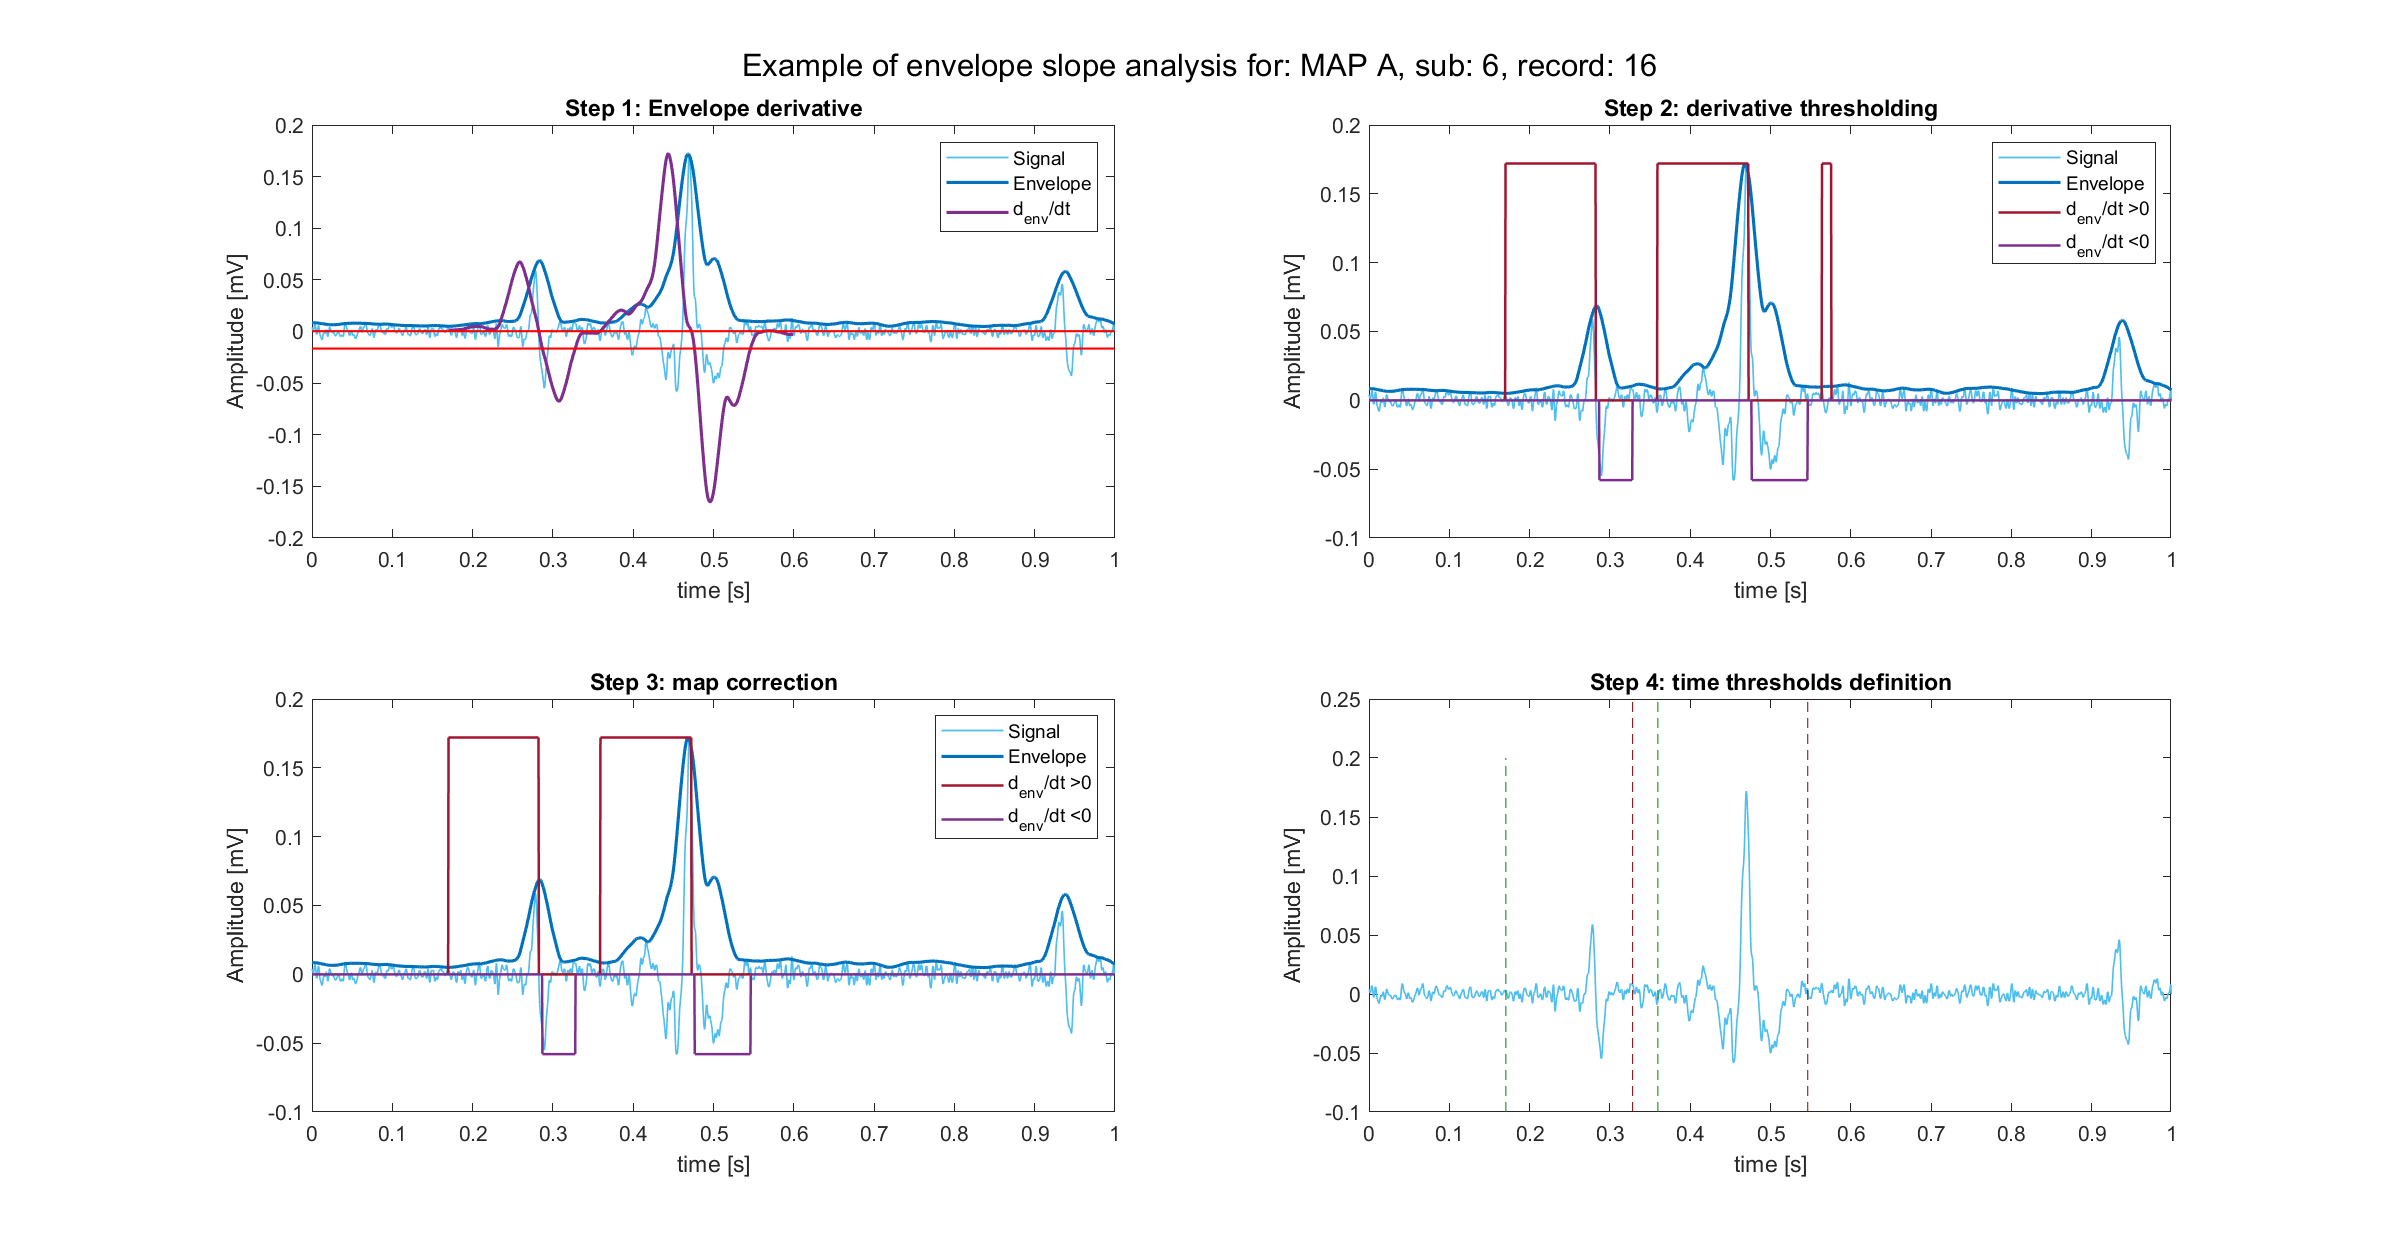 Example of envelope slope analysis for: MAP A, sub: 6, record: 16
Step 1: Envelope derivative
0.2
0.15
0.1
0.05
0
-0.05
-0.1
-0.15
-0.2
Amplitude [mV]
0 0.1 0.2 0.3 0.4 0.5 0.6 0.7 0.8 0.9 1
time [s]
Signal
Envelope
d_env/dt
Step 2: derivative thresholding
0.2
0.15
0.1
0.05
0
-0.05
-0.1
Amplitude [mV]
0 0.1 0.2 0.3 0.4 0.5 0.6 0.7 0.8 0.9 1
time [s]
Signal
Envelope
d_env/dt >0
d_env/dt <0
Step 3: map correction
0.2
0.15
0.1
0.05
0
-0.05
-0.1
Amplitude [mV]
0 0.1 0.2 0.3 0.4 0.5 0.6 0.7 0.8 0.9 1
time [s]
Signal
Envelope
d_env/dt >0
d_env/dt <0
Step 4: time thresholds definition
0.25
0.2
0.15
0.1
0.05
0
-0.05
-0.1
Amplitude [mV]
0 0.1 0.2 0.3 0.4 0.5 0.6 0.7 0.8 0.9 1
time [s]